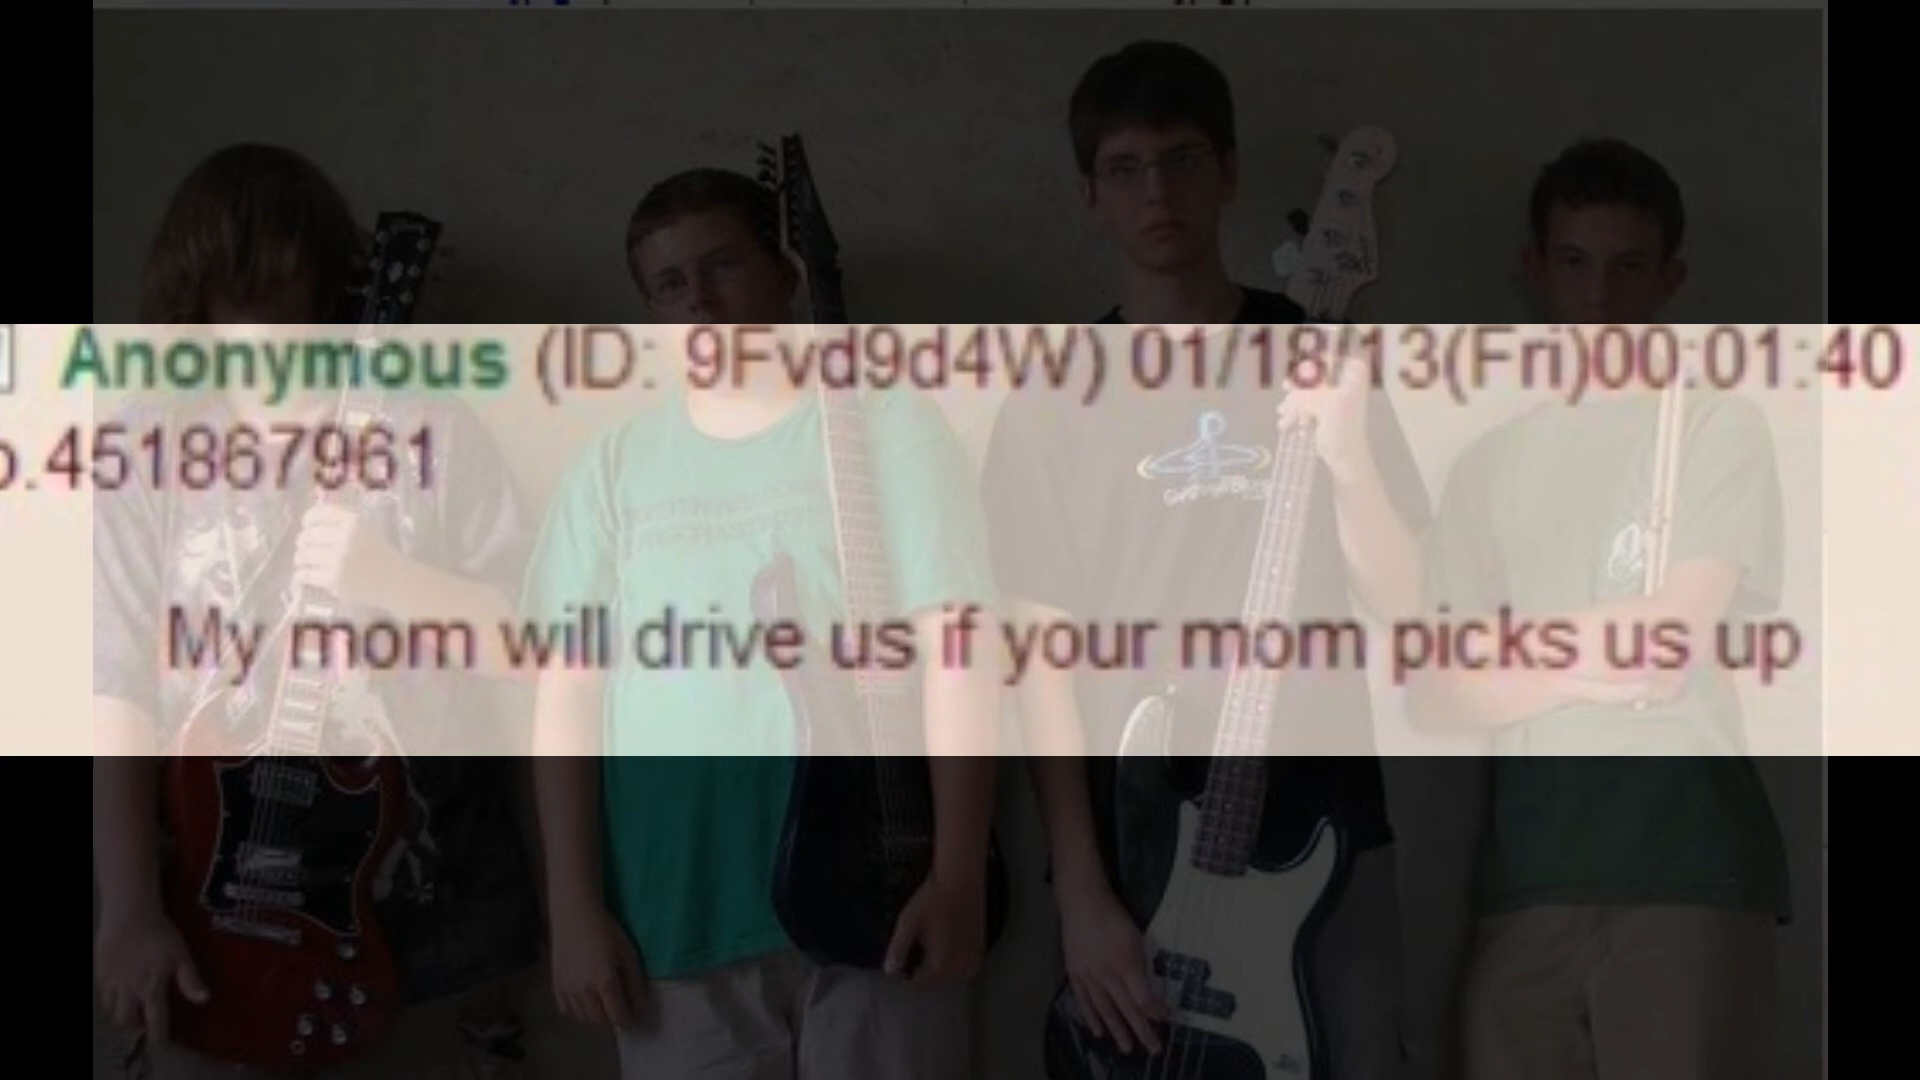 Anonymous (ID: 9Fvd9d4W) 01/18/13(Fri)00:01:40
o.451867961
My mom will drive us if your mom picks us up